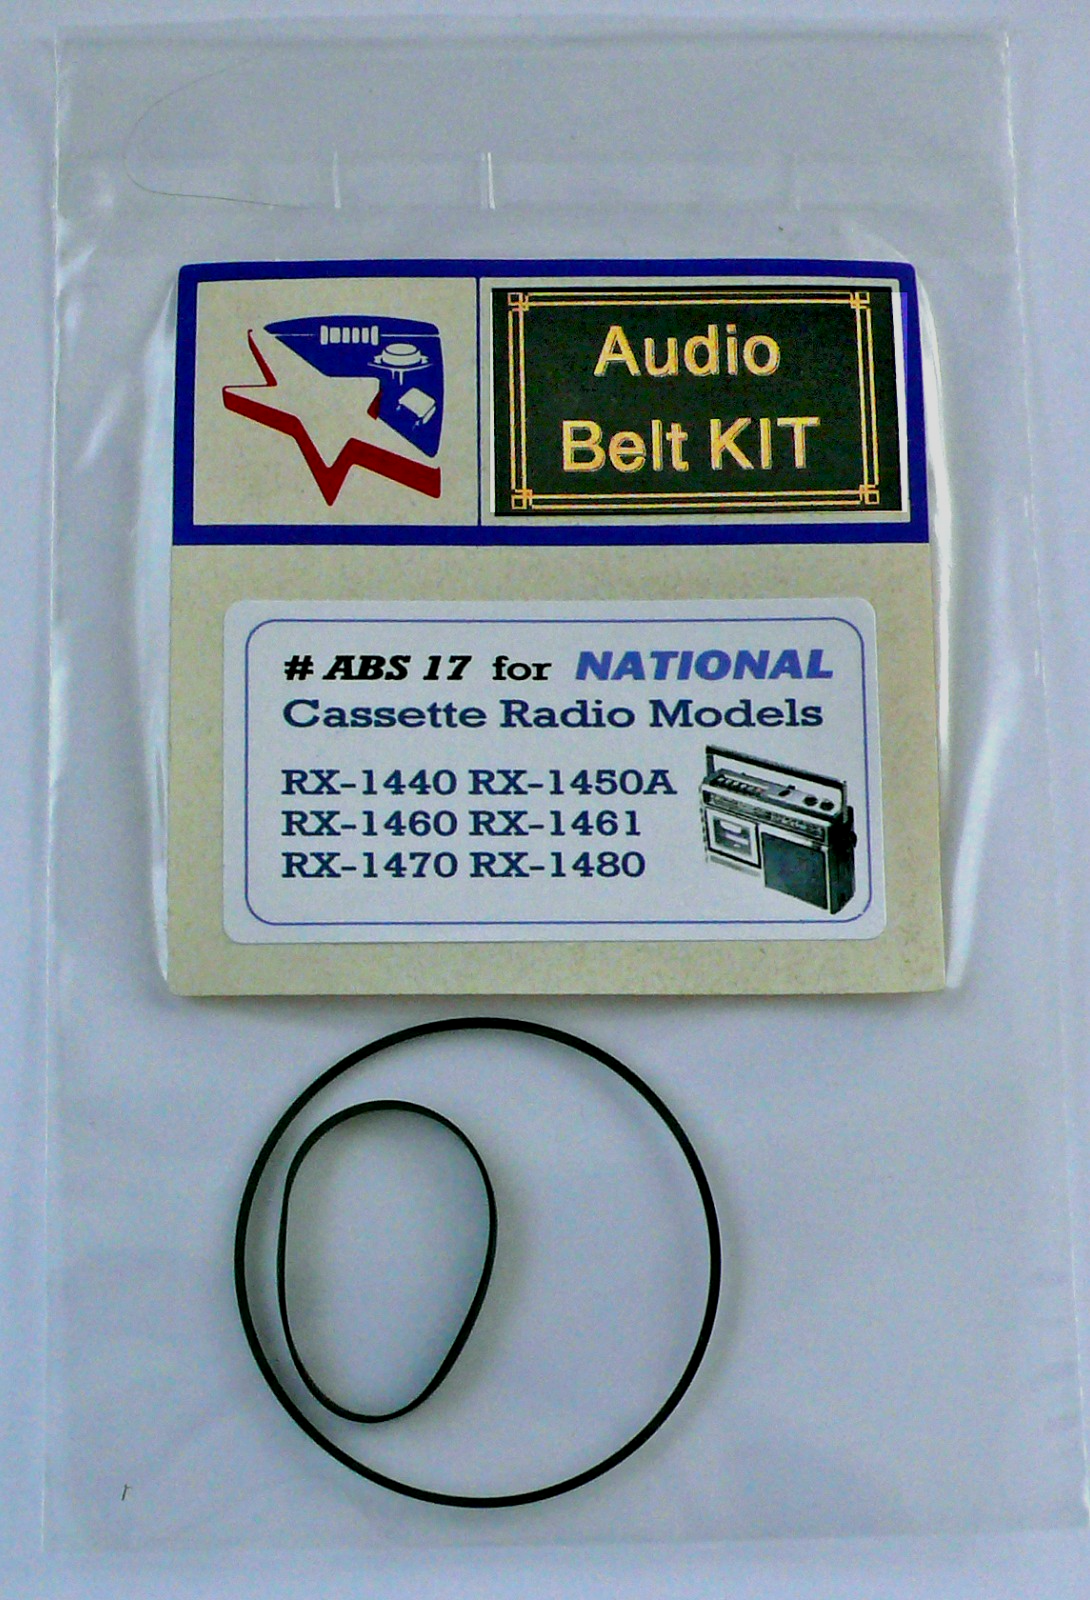 Audio
Belt KIT
# ABS 17 for NATIONAL
Cassette Radio Models
RX-1440 RX-1450A
RX-1460 RX-1461
RX-1470 RX-1480